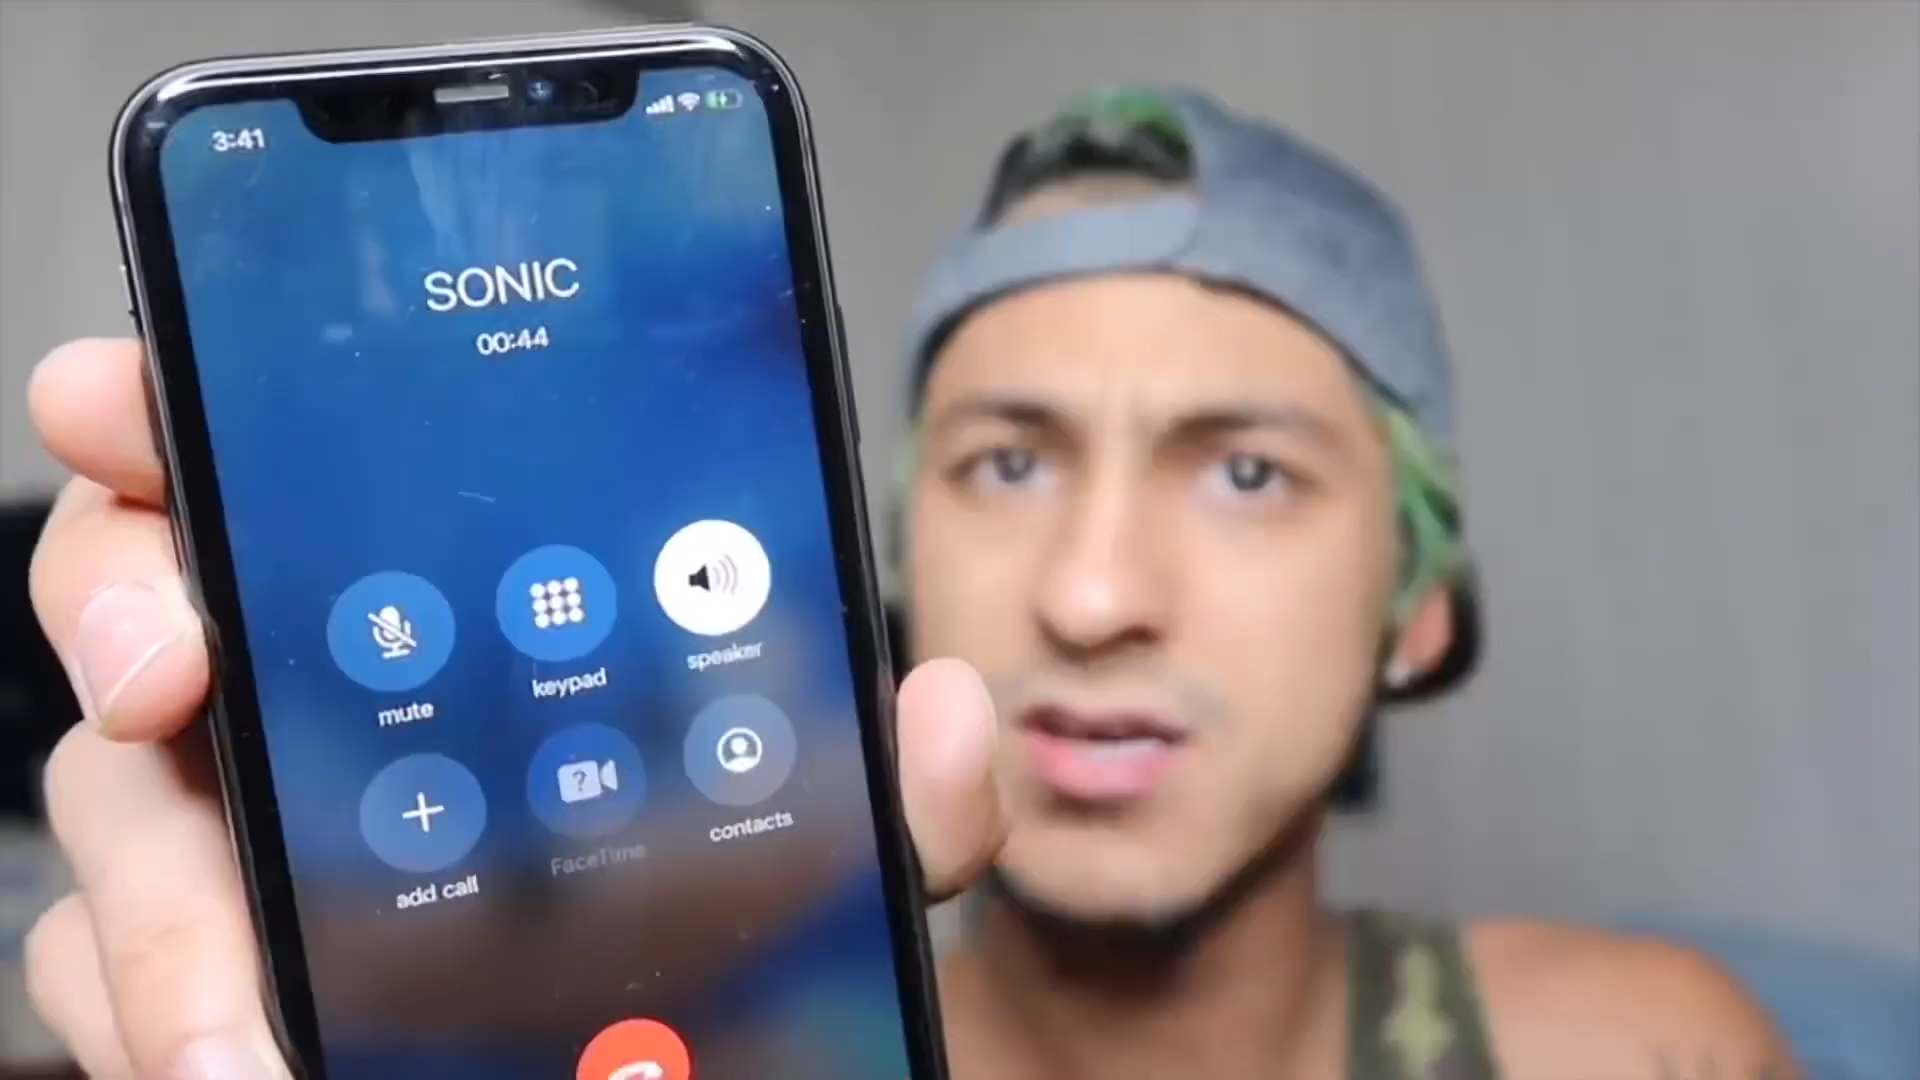 3:41
SONIC
00:44
mute
keypad
speaker
add call
?
FaceTime
contacts